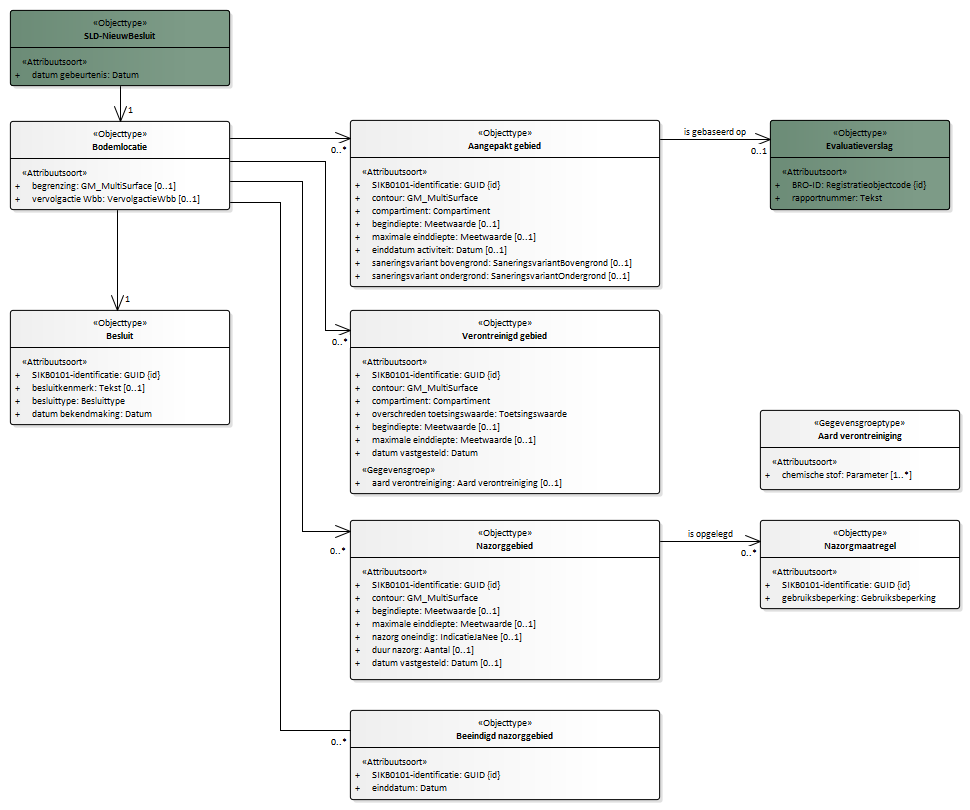 «Objecttype»
SLD-NieuwBesluit
«Attribuutsoort»
+ datum gebeurtenis: Datum
1
«Objecttype»
Bodemlocatie
«Attribuutsoort»
+ begrenzing: GM_MultiSurface [0..1]
+ vervolgactie Wbb: VervolgactieWbb [0..1]
1
«Objecttype»
Besluit
«Attribuutsoort»
+ SIKB0101-identificatie: GUID {id}
+ besluitkenmerk: Tekst [0..1]
+ besluittype: Besluittype
+ datum bekendmaking: Datum
0..*
«Objecttype»
Aangepakt gebied
«Attribuutsoort»
+ SIKB0101-identificatie: GUID {id}
+ contour: GM_MultiSurface
+ compartiment: Compartiment
+ begindiepte: Meetwaarde [0..1]
+ maximale einddiepte: Meetwaarde [0..1]
+ einddatum activiteit: Datum [0..1]
+ saneringsvariant bovengrond: SaneringsvariantBovengrond [0..1]
+ saneringsvariant ondergrond: SaneringsvariantOndergrond [0..1]
is gebaseerd op
0..1
«Objecttype»
Evaluatieverslag
«Attribuutsoort»
+ BRO-ID: Registratieobjectcode {id}
+ rapportnummer: Tekst
0..*
«Objecttype»
Verontreinigd gebied
«Attribuutsoort»
+ SIKB0101-identificatie: GUID {id}
+ contour: GM_MultiSurface
+ compartiment: Compartiment
+ overschreden toetsingswaarde: Toetsingswaarde
+ begindiepte: Meetwaarde [0..1]
+ maximale einddiepte: Meetwaarde [0..1]
+ datum vastgesteld: Datum
«Gegevensgroep»
+ aard verontreiniging: Aard verontreiniging [0..1]
«Gegevensgroeptype»
Aard verontreiniging
«Attribuutsoort»
+ chemische stof: Parameter [1..*]
0..*
«Objecttype»
Nazorggebied
«Attribuutsoort»
+ SIKB0101-identificatie: GUID {id}
+ contour: GM_MultiSurface
+ begindiepte: Meetwaarde [0..1]
+ maximale einddiepte: Meetwaarde [0..1]
+ nazorg oneindig: IndicatieJaNee [0..1]
+ duur nazorg: Aantal [0..1]
+ datum vastgesteld: Datum [0..1]
is opgelegd
0..*
«Objecttype»
Nazorgmaatregel
«Attribuutsoort»
+ SIKB0101-identificatie: GUID {id}
+ gebruiksbeperking: Gebruiksbeperking
0..*
«Objecttype»
Beeindigd nazorggebied
«Attribuutsoort»
+ SIKB0101-identificatie: GUID {id}
+ einddatum: Datum